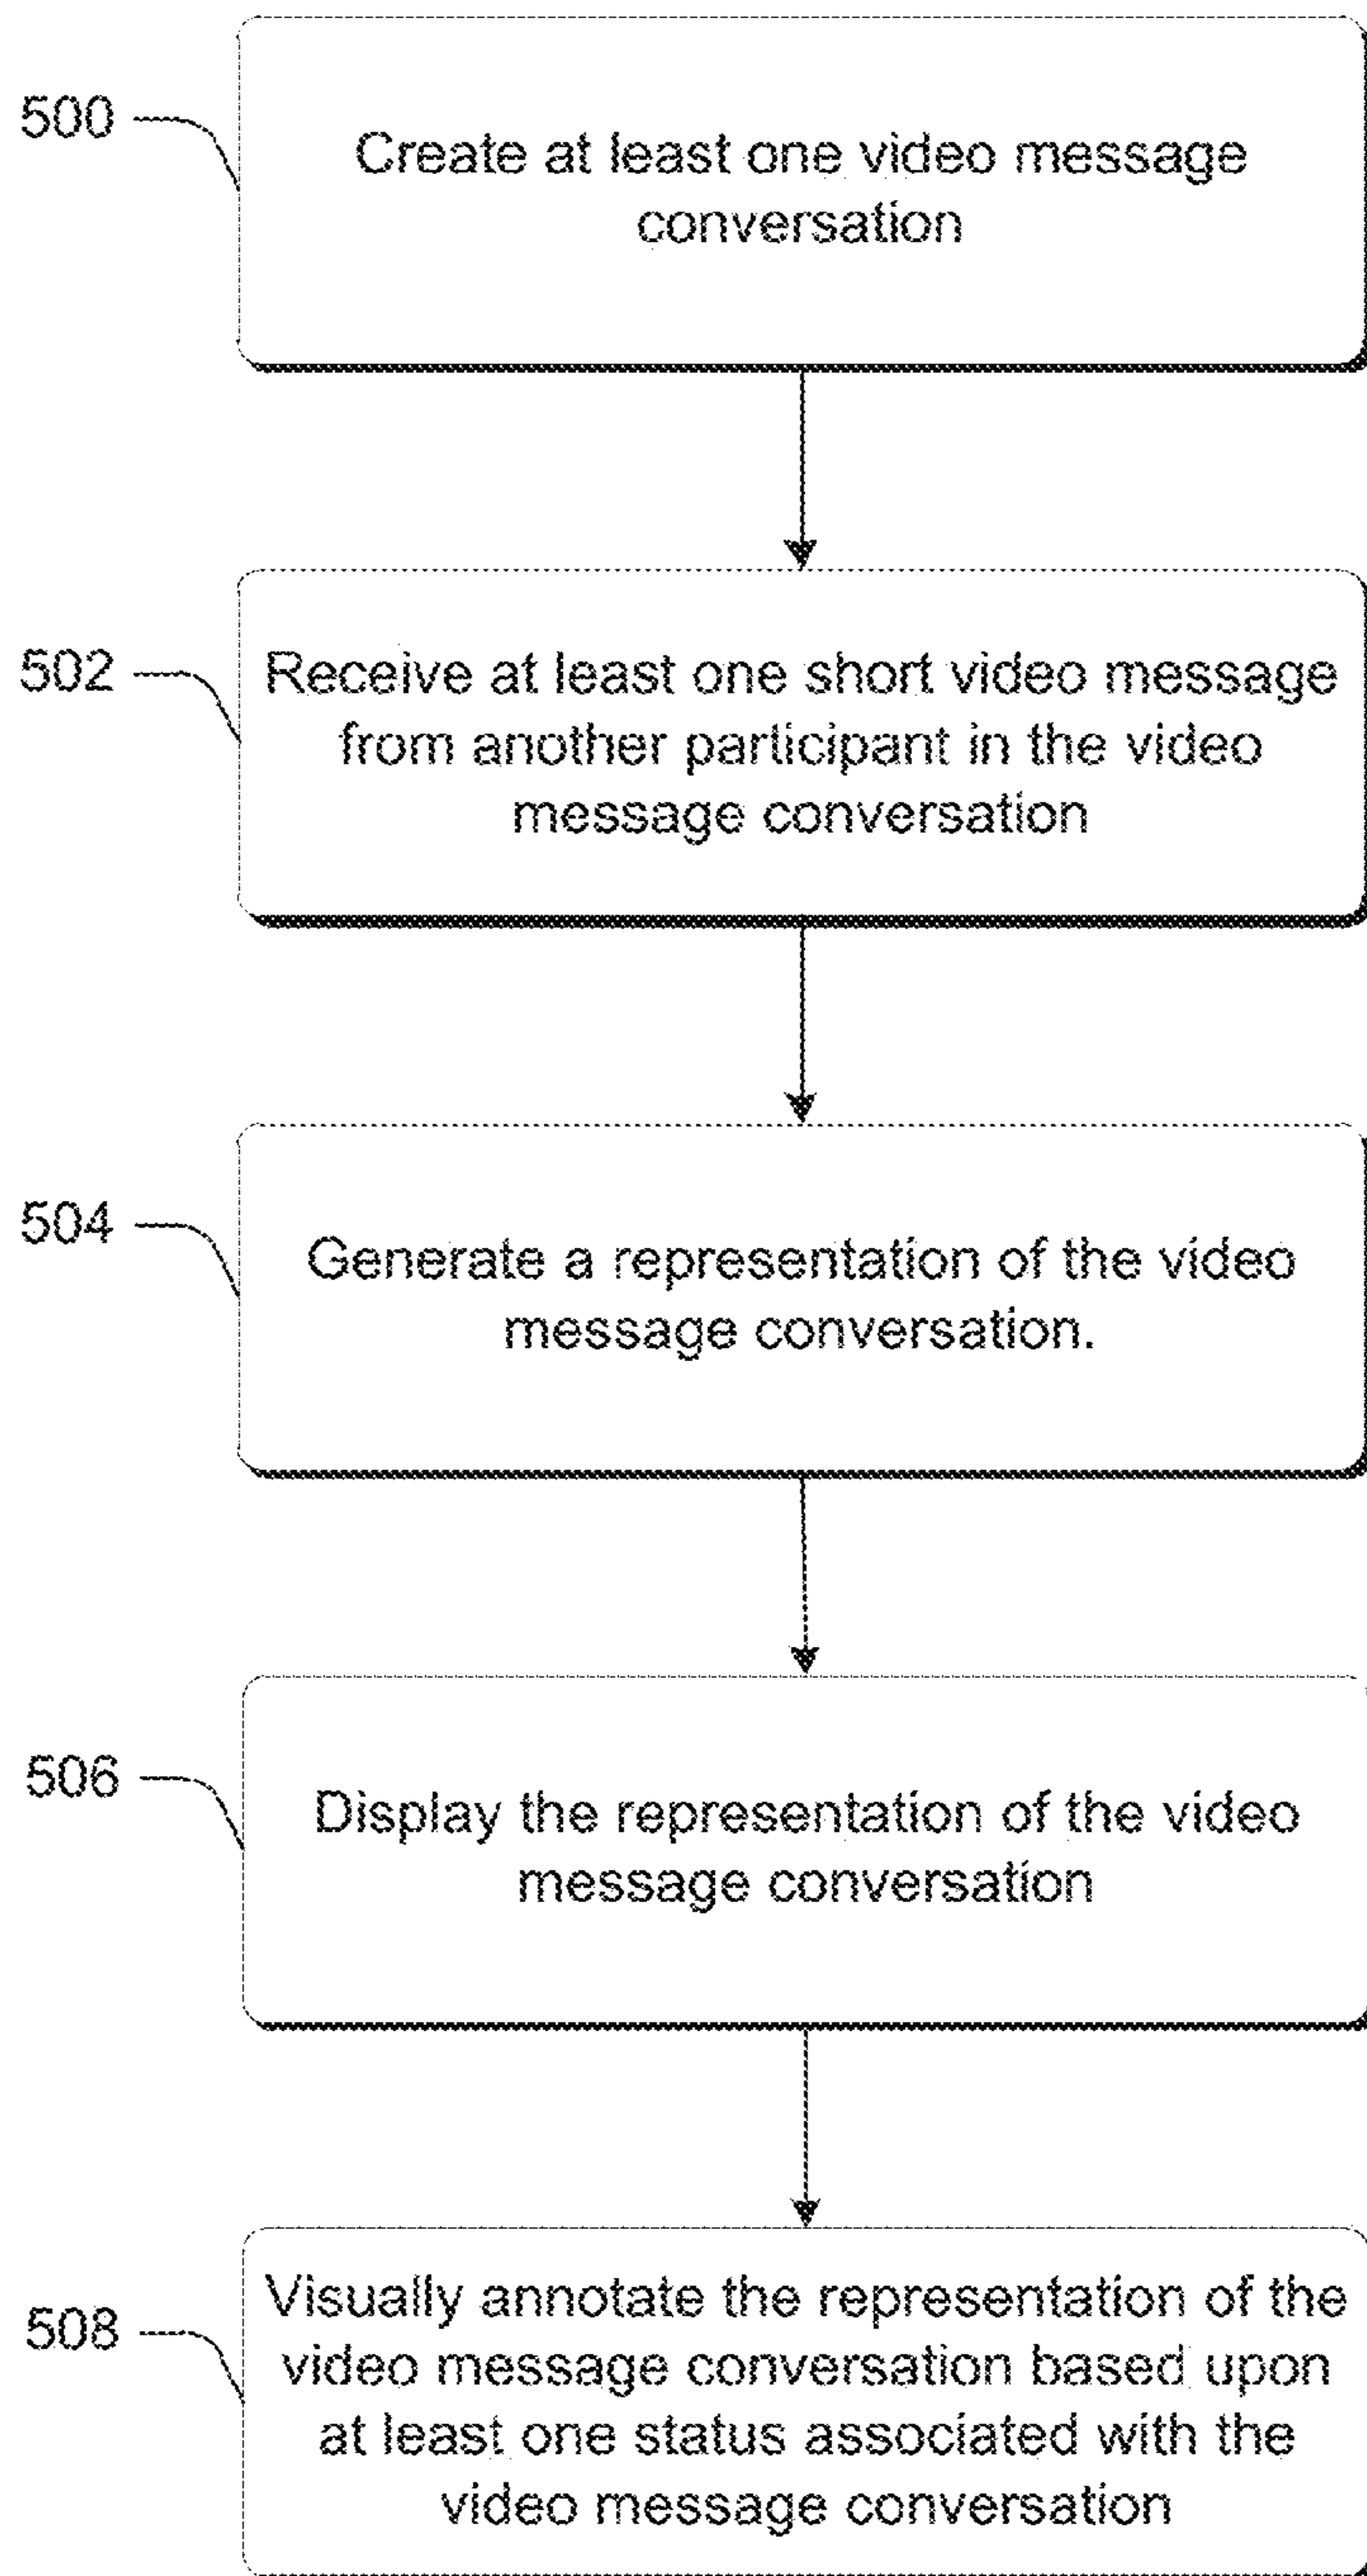 500
Create at least one video message
conversation
502
Receive at least one short video message
from another participant in the video
message conversation
504
Generate a representation of the video
message conversation.
506
Display the representation of the video
message conversation
508
Visually annotate the representation of the
video message conversation based upon
at least one status associated with the
video message conversation